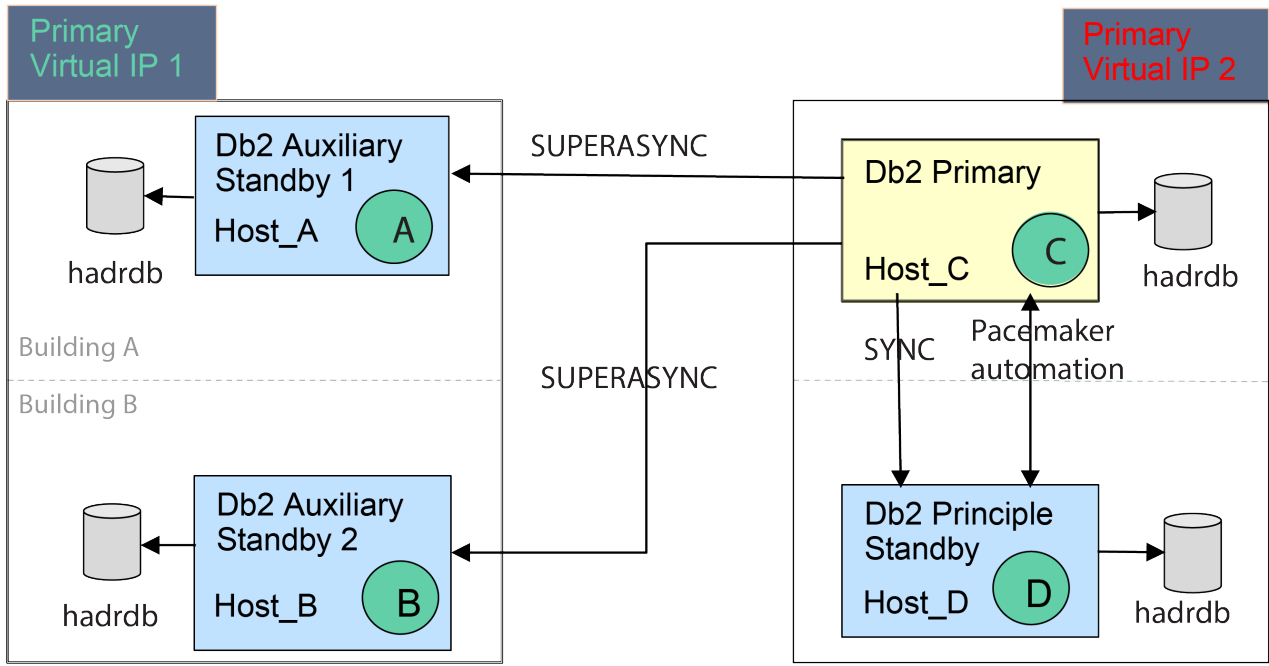 Primary
Virtual IP 1
Primary
Virtual IP 2
Db2 Auxiliary
Standby 1
Host_A
A
hadrdb
SUPERASYNC
Db2 Primary
Host_C
C
hadrdb
Building A
Building B
SUPERASYNC
SYNC
Pacemaker
automation
Db2 Auxiliary
Standby 2
Host_B
B
hadrdb
Db2 Principle
Standby
Host_D
D
hadrdb